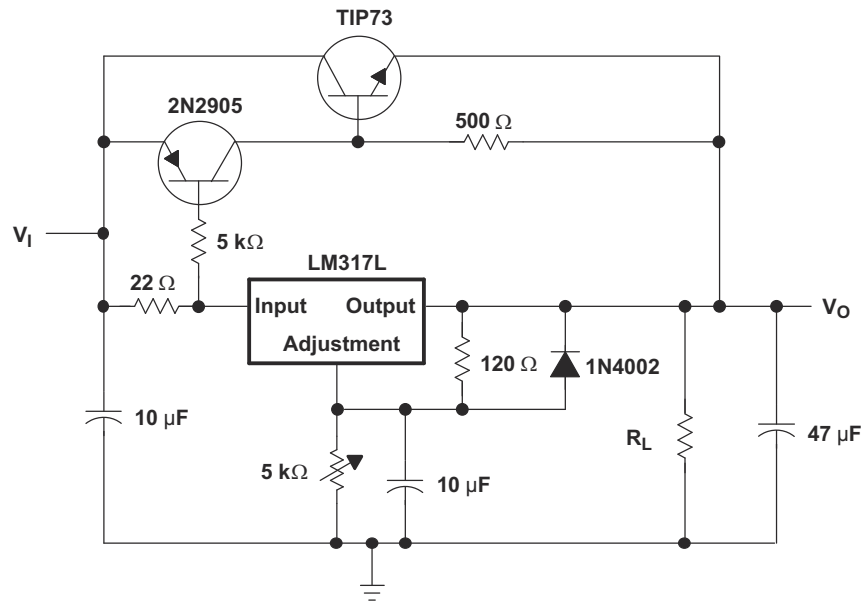 TIP73
2N2905
500 Ω
V_I
5 kΩ
22 Ω
LM317L
Input Output
Adjustment
V_O
120 Ω
1N4002
10 µF
R_L
47 µF
5 kΩ
10 µF